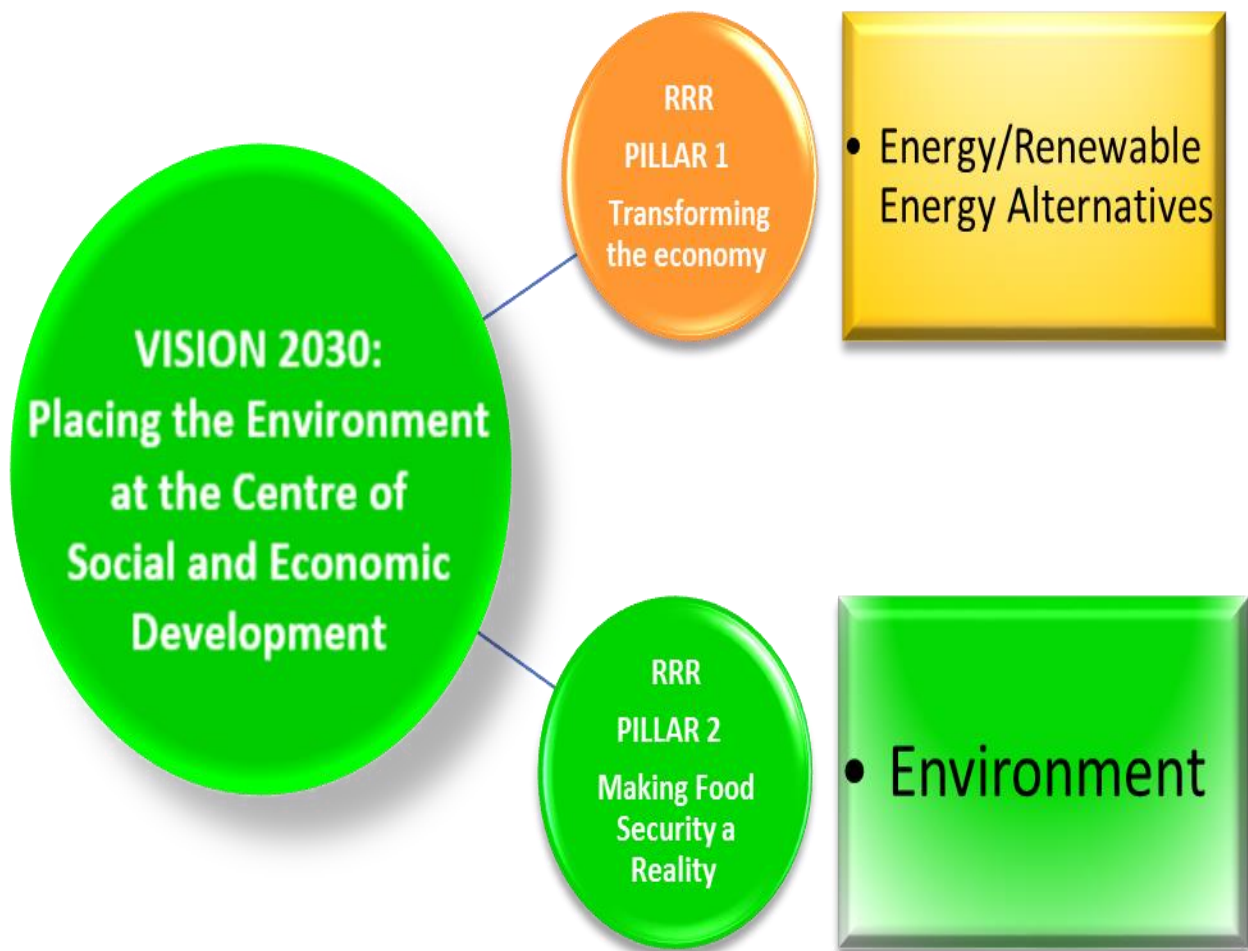 VISION 2030:
Placing the Environment
at the Centre of
Social and Economic
Development
RRR
PILLAR 1
Transforming
the economy
• Energy/Renewable
Energy Alternatives
RRR
PILLAR 2
Making Food
Security a
Reality
• Environment